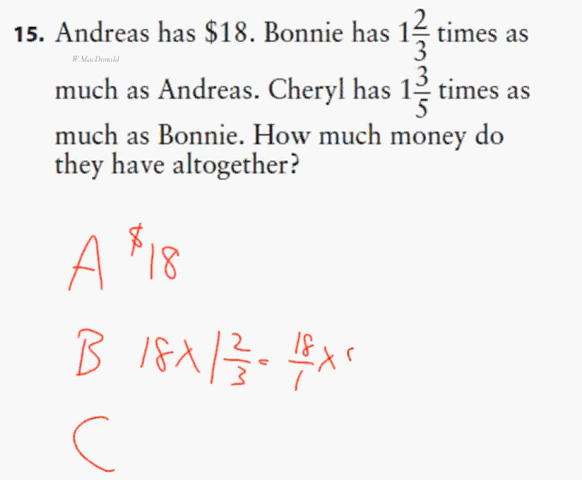 15. Andreas has $18. Bonnie has 1 2/3 times as
W.MacDonald
much as Andreas. Cheryl has 1 3/5 times as
much as Bonnie. How much money do
they have altogether?
A $18
B 18 x 1 2/3 = 18/1 x
C